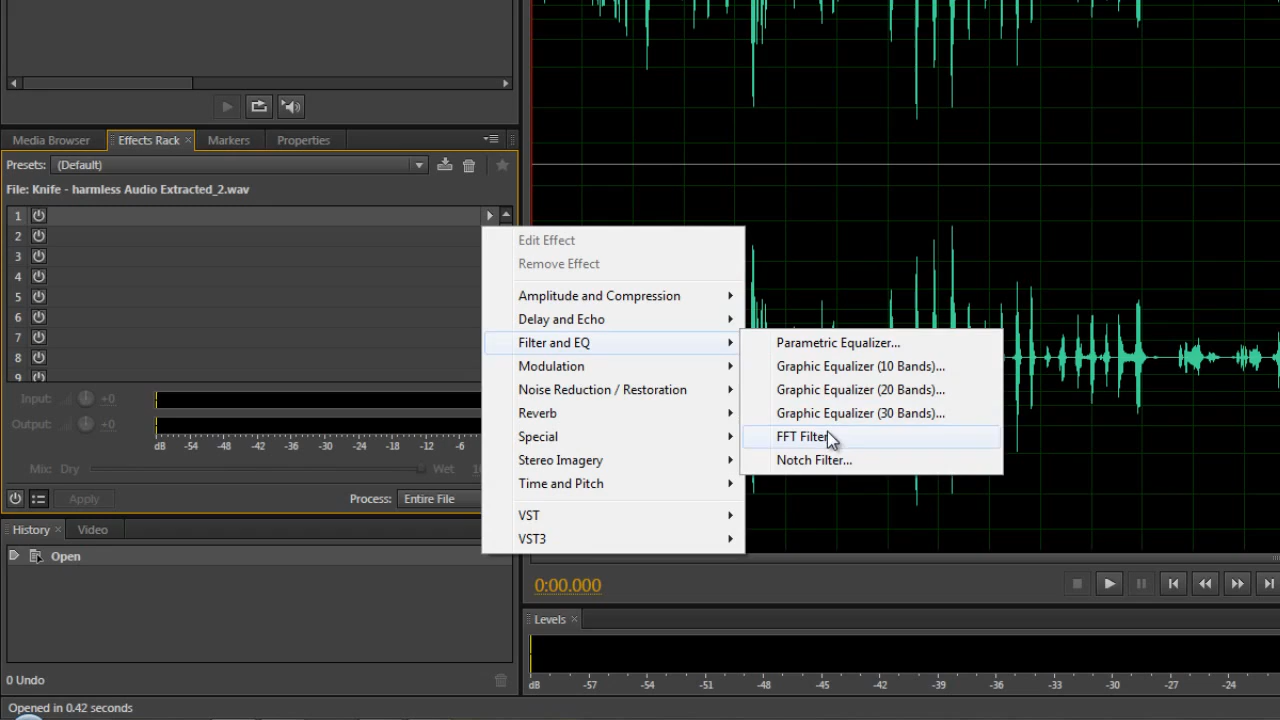 Media Browser Effects Rack × Markers Properties
Presets: (Default)
File: Knife - harmless Audio Extracted_2.wav
1
2
3
4
5
6
7
8
9
Input: +0
Output: +0
dB -54 -48 -42 -36 -30 -24 -18 -12 -6
Mix: Dry Wet
Apply Process: Entire File
History × Video
Open
0 Undo
Opened in 0.42 seconds
Edit Effect
Remove Effect
Amplitude and Compression
Delay and Echo
Filter and EQ
Modulation
Noise Reduction / Restoration
Reverb
Special
Stereo Imagery
Time and Pitch
VST
VST3
Parametric Equalizer...
Graphic Equalizer (10 Bands)...
Graphic Equalizer (20 Bands)...
Graphic Equalizer (30 Bands)...
FFT Filter
Notch Filter...
0:00.000
Levels ×
dB -57 -54 -51 -48 -45 -42 -39 -36 -33 -30 -27 -24